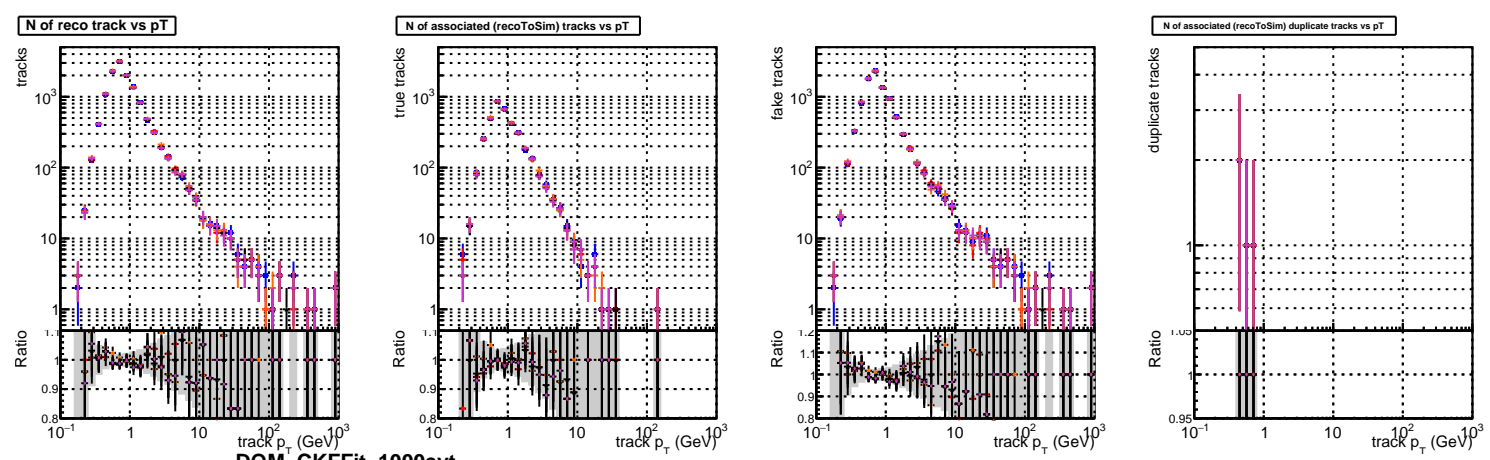 N of reco track vs pT
tracks
10³
10²
10
1
Ratio
1.1
1
0.9
0.8
10⁻¹ 1 10 10² 10³
track p_T (GeV)
N of associated (recoToSim) tracks vs pT
true tracks
10³
10²
10
1
Ratio
1.1
1
0.9
0.8
10⁻¹ 1 10 10² 10³
track p_T (GeV)
fake tracks
10³
10²
10
1
Ratio
1.2
1.1
1
0.9
0.8
10⁻¹ 1 10 10² 10³
track p_T (GeV)
N of associated (recoToSim) duplicate tracks vs pT
duplicate tracks
1
Ratio
1.05
1
0.95
10⁻¹ 1 10 10² 10³
track p_T (GeV)